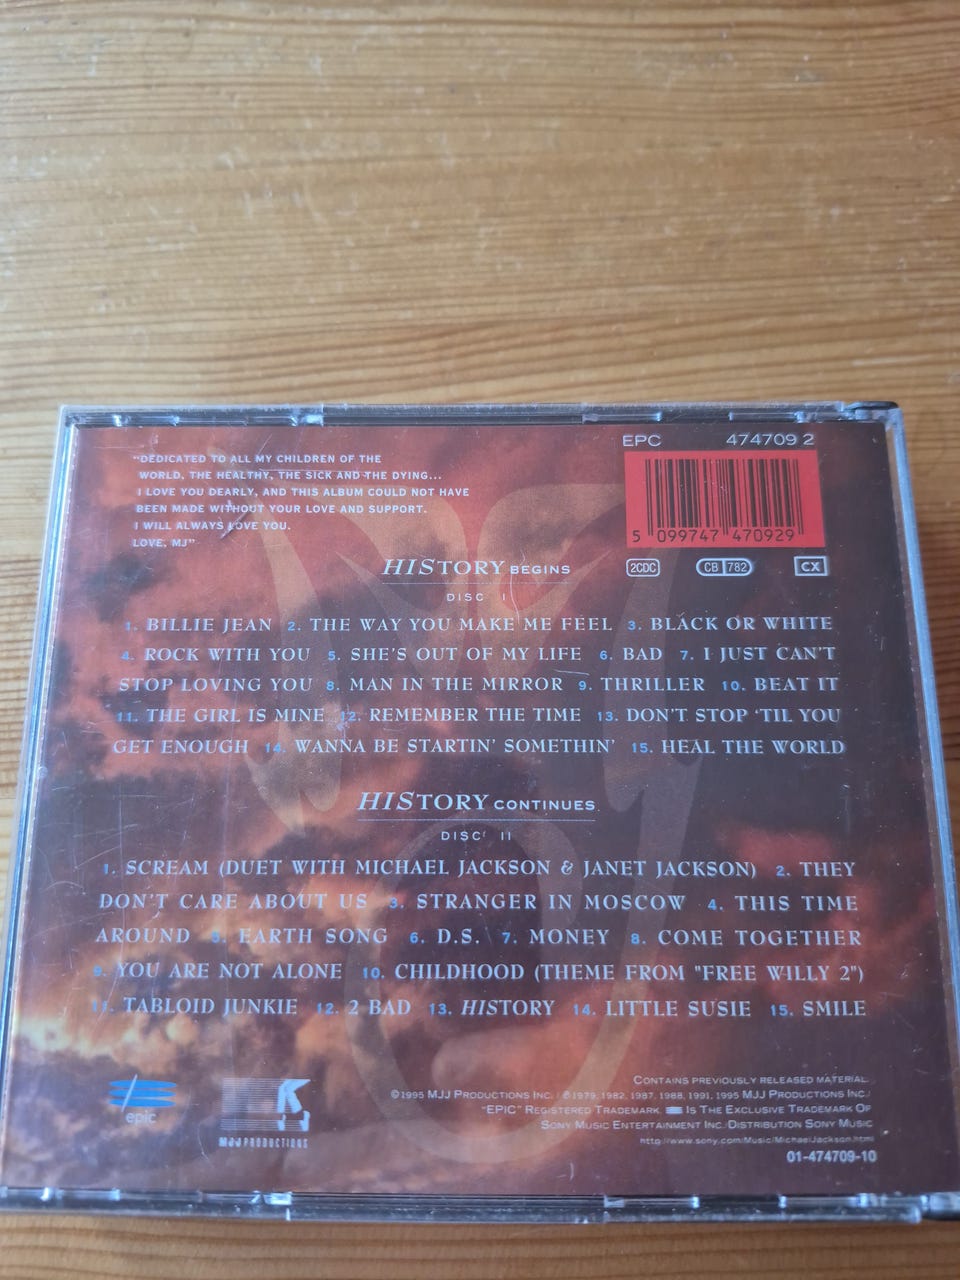 "DEDICATED TO ALL MY CHILDREN OF THE
WORLD, THE HEALTHY, THE SICK AND THE DYING...
I LOVE YOU DEARLY, AND THIS ALBUM COULD NOT HAVE
BEEN MADE WITHOUT YOUR LOVE AND SUPPORT.
I WILL ALWAYS LOVE YOU.
LOVE, MJ"
EPC 474709 2
5 099747 470929
2CDC CB 782 CX
HISTORY BEGINS
DISC I
1. BILLIE JEAN 2. THE WAY YOU MAKE ME FEEL 3. BLACK OR WHITE
4. ROCK WITH YOU 5. SHE'S OUT OF MY LIFE 6. BAD 7. I JUST CAN'T
STOP LOVING YOU 8. MAN IN THE MIRROR 9. THRILLER 10. BEAT IT
11. THE GIRL IS MINE 12. REMEMBER THE TIME 13. DON'T STOP 'TIL YOU
GET ENOUGH 14. WANNA BE STARTIN' SOMETHIN' 15. HEAL THE WORLD
HISTORY CONTINUES
DISC II
1. SCREAM (DUET WITH MICHAEL JACKSON & JANET JACKSON) 2. THEY
DON'T CARE ABOUT US 3. STRANGER IN MOSCOW 4. THIS TIME
AROUND 5. EARTH SONG 6. D.S. 7. MONEY 8. COME TOGETHER
9. YOU ARE NOT ALONE 10. CHILDHOOD (THEME FROM "FREE WILLY 2")
11. TABLOID JUNKIE 12. 2 BAD 13. HISTORY 14. LITTLE SUSIE 15. SMILE
epic
MJJ PRODUCTIONS
CONTAINS PREVIOUSLY RELEASED MATERIAL.
©1995 MJJ PRODUCTIONS INC./ ℗1979, 1982, 1987, 1988, 1991, 1995 MJJ PRODUCTIONS INC./
"EPIC" REGISTERED TRADEMARK. IS THE EXCLUSIVE TRADEMARK OF
SONY MUSIC ENTERTAINMENT INC./DISTRIBUTION SONY MUSIC
http://www.sony.com/Music/MichaelJackson.html
01-474709-10